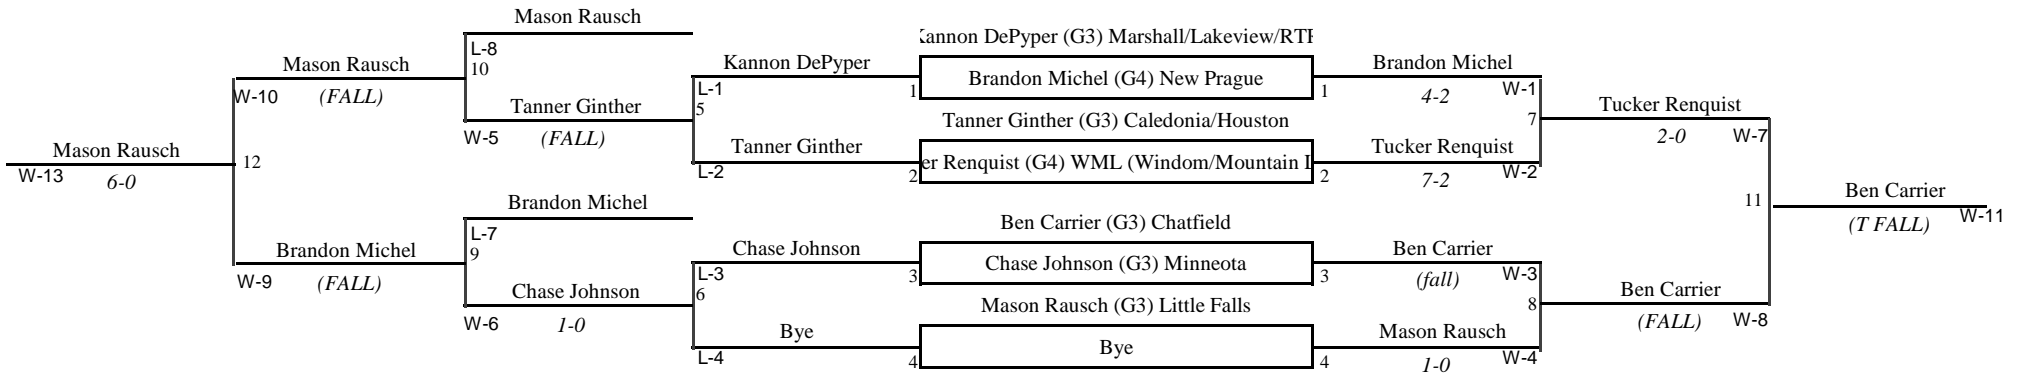 Mason Rausch
L-8
10
Mason Rausch
W-10
(FALL)
Tanner Ginther
W-5
(FALL)
Mason Rausch
W-13
6-0
12
Brandon Michel
L-7
9
Brandon Michel
W-9
(FALL)
Chase Johnson
W-6
1-0
Kannon DePyper
L-1
5
1
Tanner Ginther
L-2
2
Chase Johnson
L-3
6
3
Bye
L-4
4
Kannon DePyper (G3) Marshall/Lakeview/RTR
Brandon Michel (G4) New Prague
Tanner Ginther (G3) Caledonia/Houston
er Renquist (G4) WML (Windom/Mountain L
Ben Carrier (G3) Chatfield
Chase Johnson (G3) Minneota
Mason Rausch (G3) Little Falls
Bye
Brandon Michel
1
4-2
W-1
7
Tucker Renquist
2
7-2
W-2
Ben Carrier
3
(fall)
W-3
8
Mason Rausch
4
1-0
W-4
Tucker Renquist
2-0
W-7
11
Ben Carrier
(FALL)
W-8
Ben Carrier
(T FALL)
W-11